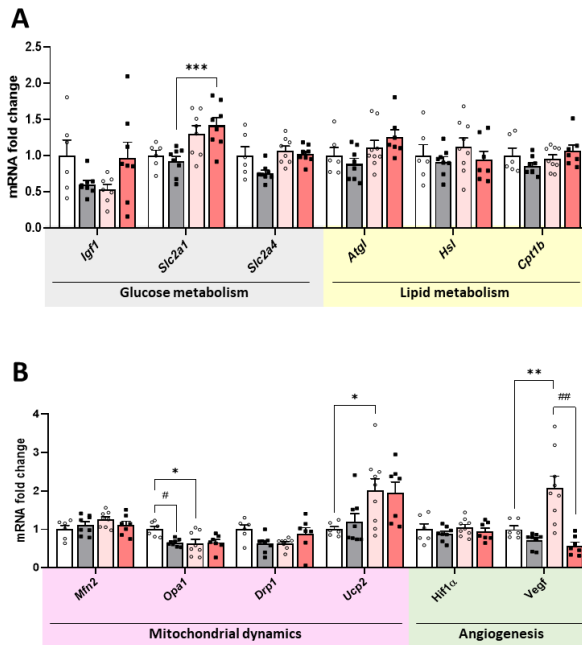 A
mRNA fold change
2.5
2.0
1.5
1.0
0.5
0.0
***
Igf1
Slc2a1
Slc2a4
Atgl
Hsl
Cpt1b
Glucose metabolism
Lipid metabolism
B
mRNA fold change
4
3
2
1
0
#
*
*
**
##
Mfn2
Opa1
Drp1
Ucp2
Hif1α
Vegf
Mitochondrial dynamics
Angiogenesis